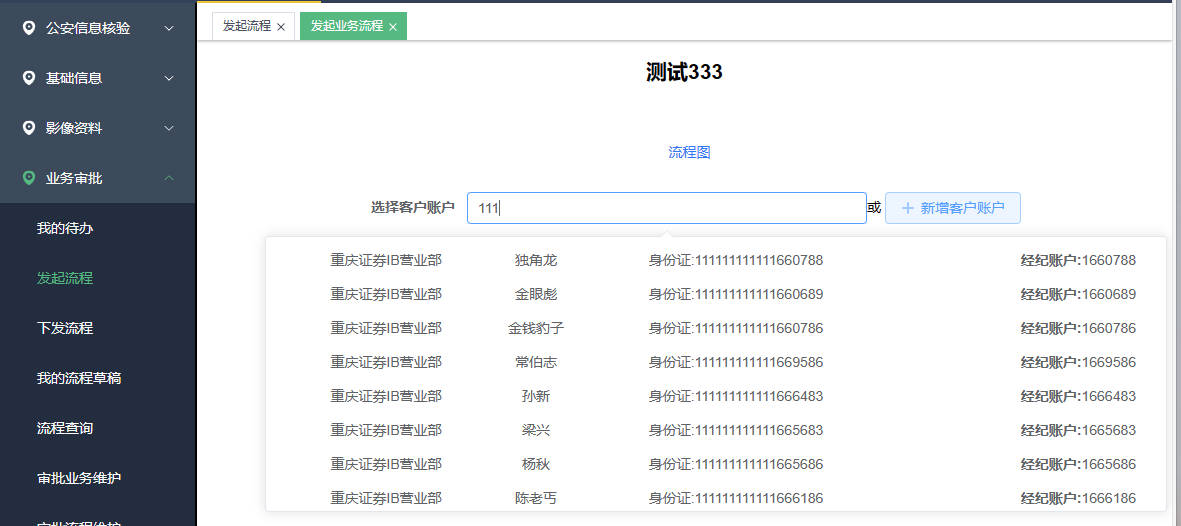 公安信息核验
基础信息
影像资料
业务审批
我的待办
发起流程
下发流程
我的流程草稿
流程查询
审批业务维护
审批流程维护
发起流程 ×
发起业务流程 ×
测试333
流程图
选择客户账户 111 或 + 新增客户账户
重庆证券IB营业部 独角龙 身份证:111111111111660788 经纪账户:1660788
重庆证券IB营业部 金眼彪 身份证:111111111111660689 经纪账户:1660689
重庆证券IB营业部 金钱豹子 身份证:111111111111660786 经纪账户:1660786
重庆证券IB营业部 常伯志 身份证:111111111111669586 经纪账户:1669586
重庆证券IB营业部 孙新 身份证:111111111111666483 经纪账户:1666483
重庆证券IB营业部 梁兴 身份证:111111111111665683 经纪账户:1665683
重庆证券IB营业部 杨秋 身份证:111111111111665686 经纪账户:1665686
重庆证券IB营业部 陈老丐 身份证:111111111111666186 经纪账户:1666186